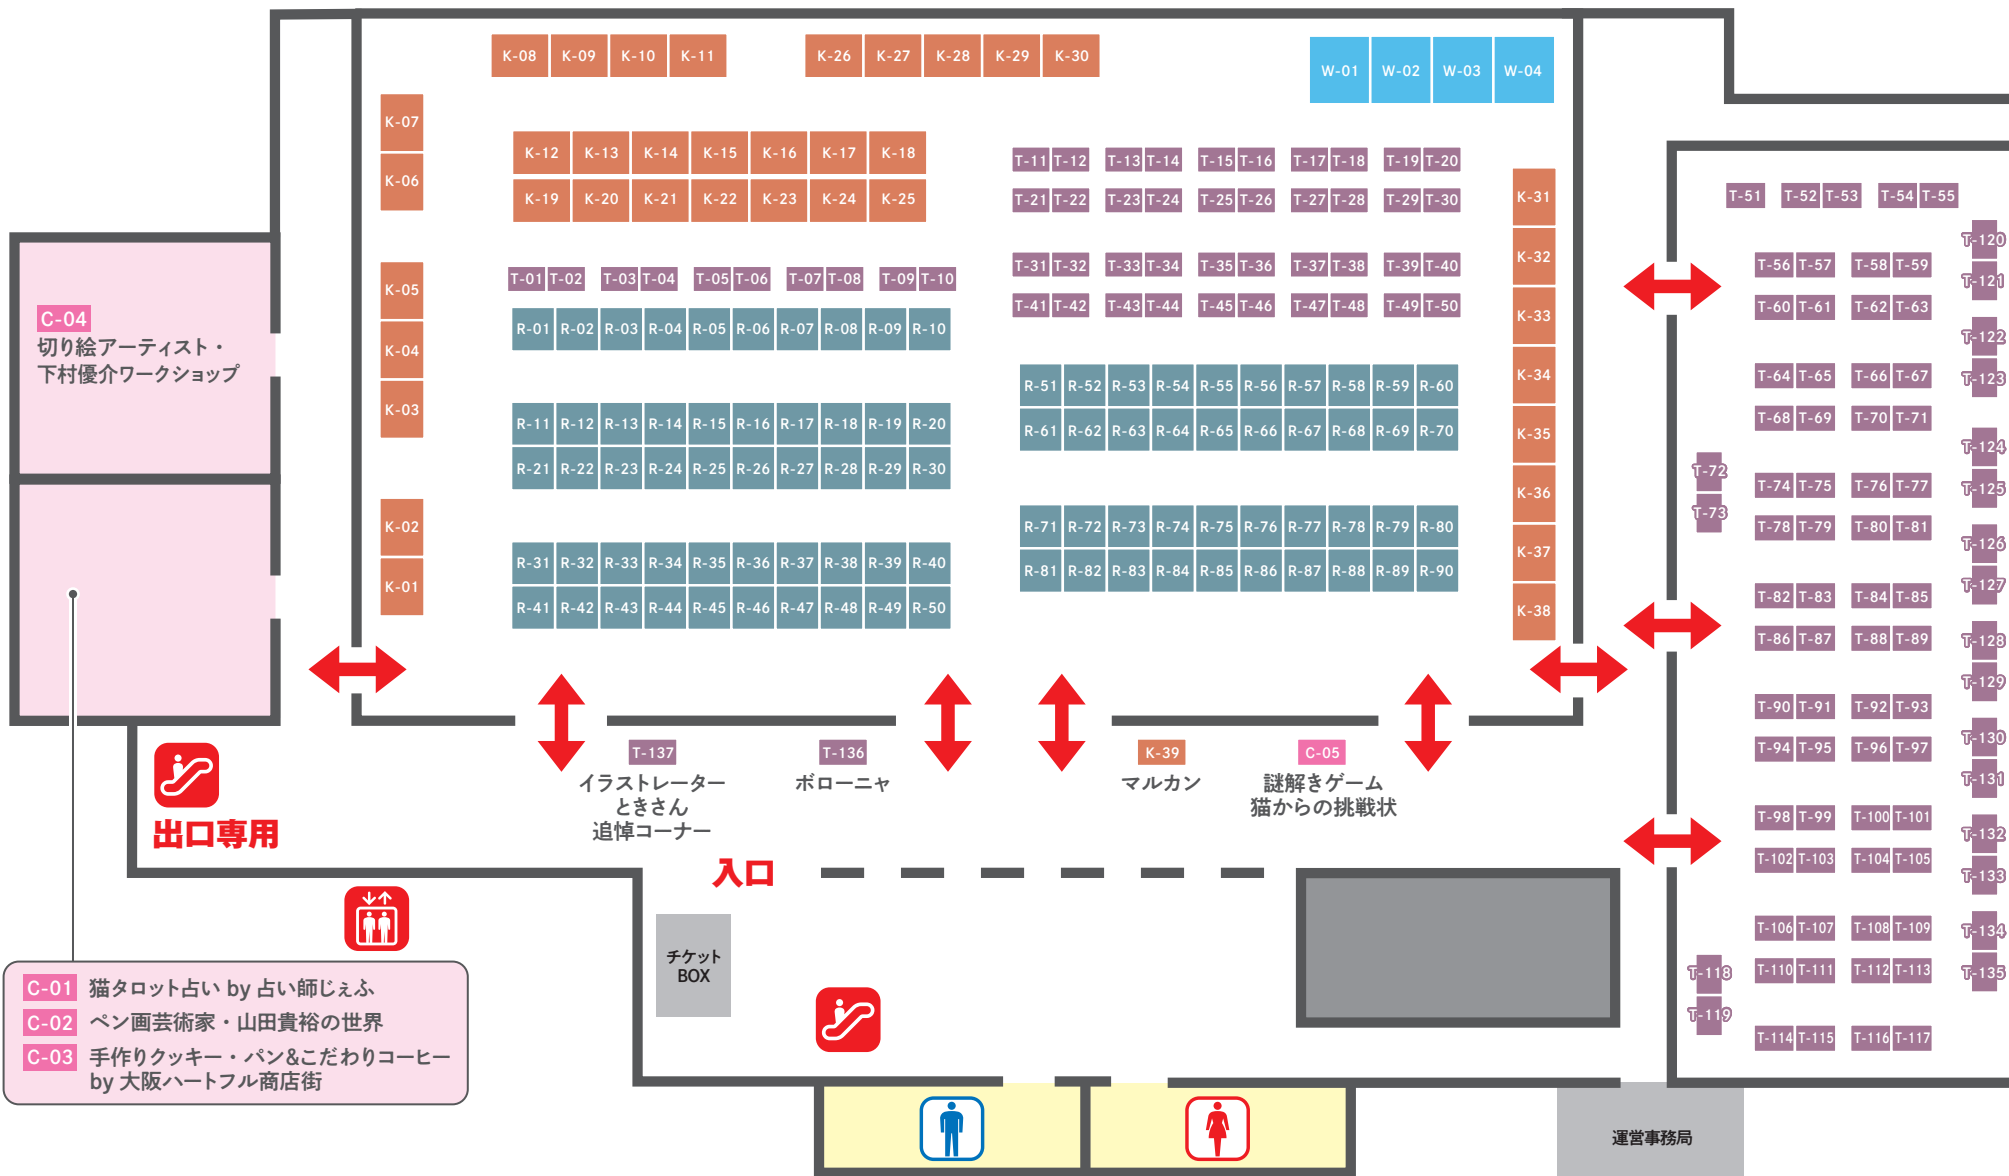 K-08 K-09 K-10 K-11 K-26 K-27 K-28 K-29 K-30
W-01 W-02 W-03 W-04
K-07
K-06
K-12 K-13 K-14 K-15 K-16 K-17 K-18
K-19 K-20 K-21 K-22 K-23 K-24 K-25
K-05
K-04
K-03
K-02
K-01
C-04
切り絵アーティスト・
下村優介ワークショップ
T-01 T-02 T-03 T-04 T-05 T-06 T-07 T-08 T-09 T-10
R-01 R-02 R-03 R-04 R-05 R-06 R-07 R-08 R-09 R-10
R-11 R-12 R-13 R-14 R-15 R-16 R-17 R-18 R-19 R-20
R-21 R-22 R-23 R-24 R-25 R-26 R-27 R-28 R-29 R-30
R-31 R-32 R-33 R-34 R-35 R-36 R-37 R-38 R-39 R-40
R-41 R-42 R-43 R-44 R-45 R-46 R-47 R-48 R-49 R-50
T-11 T-12 T-13 T-14 T-15 T-16 T-17 T-18 T-19 T-20
T-21 T-22 T-23 T-24 T-25 T-26 T-27 T-28 T-29 T-30
T-31 T-32 T-33 T-34 T-35 T-36 T-37 T-38 T-39 T-40
T-41 T-42 T-43 T-44 T-45 T-46 T-47 T-48 T-49 T-50
R-51 R-52 R-53 R-54 R-55 R-56 R-57 R-58 R-59 R-60
R-61 R-62 R-63 R-64 R-65 R-66 R-67 R-68 R-69 R-70
R-71 R-72 R-73 R-74 R-75 R-76 R-77 R-78 R-79 R-80
R-81 R-82 R-83 R-84 R-85 R-86 R-87 R-88 R-89 R-90
K-31
K-32
K-33
K-34
K-35
K-36
K-37
K-38
T-51 T-52 T-53 T-54 T-55
T-56 T-57 T-58 T-59
T-60 T-61 T-62 T-63
T-64 T-65 T-66 T-67
T-68 T-69 T-70 T-71
T-72
T-73
T-74 T-75 T-76 T-77
T-78 T-79 T-80 T-81
T-82 T-83 T-84 T-85
T-86 T-87 T-88 T-89
T-90 T-91 T-92 T-93
T-94 T-95 T-96 T-97
T-98 T-99 T-100 T-101
T-102 T-103 T-104 T-105
T-106 T-107 T-108 T-109
T-110 T-111 T-112 T-113
T-114 T-115 T-116 T-117
T-118
T-119
T-120
T-121
T-122
T-123
T-124
T-125
T-126
T-127
T-128
T-129
T-130
T-131
T-132
T-133
T-134
T-135
T-137
イラストレーター
ときさん
追悼コーナー
T-136
ボローニャ
K-39
マルカン
C-05
謎解きゲーム
猫からの挑戦状
出口専用
入口
チケット
BOX
C-01 猫タロット占い by 占い師じぇふ
C-02 ペン画芸術家・山田貴裕の世界
C-03 手作りクッキー・パン&こだわりコーヒー
by 大阪ハートフル商店街
運営事務局